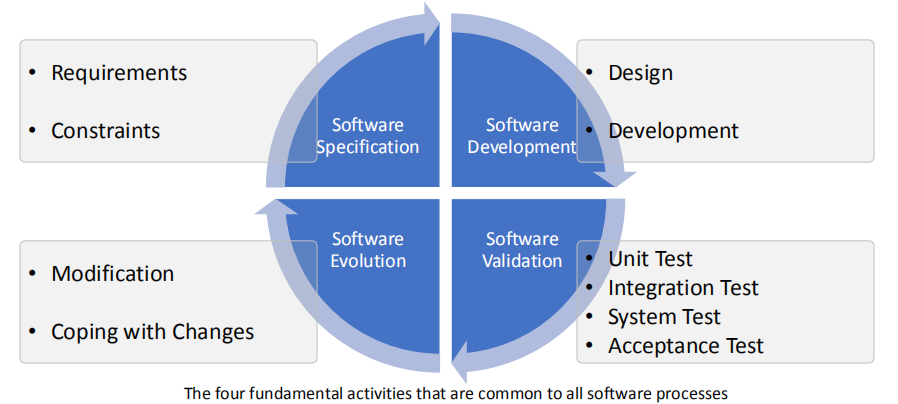 • Requirements
• Constraints
Software
Specification
Software
Development
• Design
• Development
• Modification
• Coping with Changes
Software
Evolution
Software
Validation
• Unit Test
• Integration Test
• System Test
• Acceptance Test
The four fundamental activities that are common to all software processes